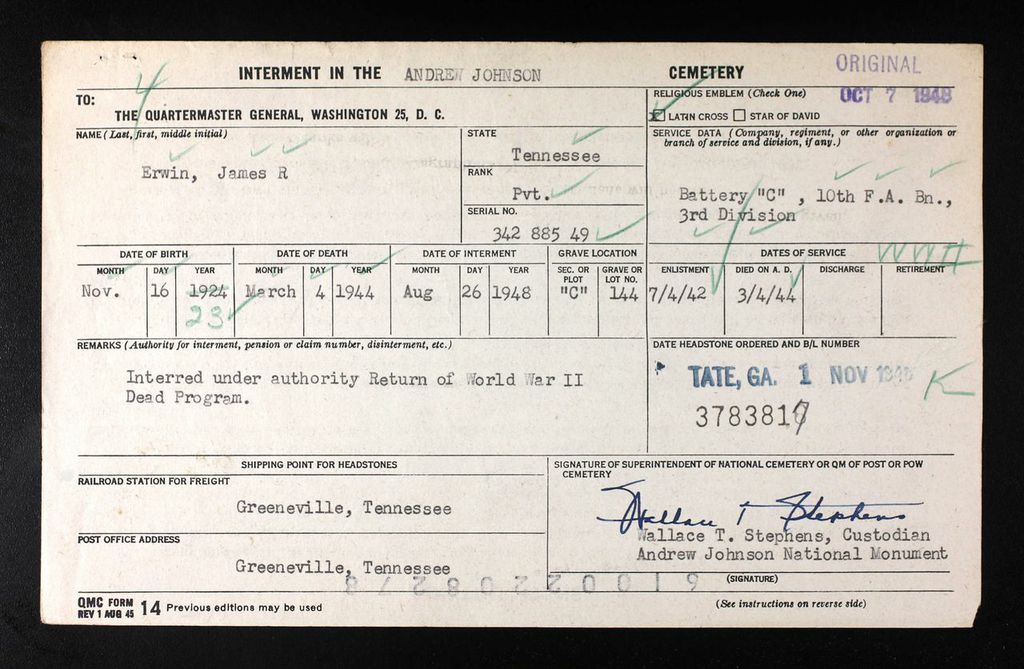 4
INTERMENT IN THE ANDREW JOHNSON CEMETERY
ORIGINAL
OCT 7 1948
TO:
THE QUARTERMASTER GENERAL, WASHINGTON 25, D. C.
RELIGIOUS EMBLEM (Check One)
LATIN CROSS STAR OF DAVID
NAME (Last, first, middle initial)
Erwin, James R
STATE
Tennessee
RANK
Pvt.
SERIAL NO.
342 885 49
SERVICE DATA (Company, regiment, or other organization or
branch of service and division, if any.)
Battery "C" , 10th F.A. Bn.,
3rd Division
DATE OF BIRTH DATE OF DEATH DATE OF INTERMENT GRAVE LOCATION DATES OF SERVICE
WWII
MONTH DAY YEAR MONTH DAY YEAR MONTH DAY YEAR SEC. OR PLOT GRAVE OR LOT NO. ENLISTMENT DIED ON A. D. DISCHARGE RETIREMENT
Nov. 16 1924 March 4 1944 Aug 26 1948 "C" 144 7/4/42 3/4/44
23
REMARKS (Authority for interment, pension or claim number, disinterment, etc.)
Interred under authority Return of World War II
Dead Program.
DATE HEADSTONE ORDERED AND B/L NUMBER
TATE, GA. 1 NOV 1948
K
3783817
SHIPPING POINT FOR HEADSTONES
RAILROAD STATION FOR FREIGHT
Greeneville, Tennessee
POST OFFICE ADDRESS
Greeneville, Tennessee
SIGNATURE OF SUPERINTENDENT OF NATIONAL CEMETERY OR QM OF POST OR POW
CEMETERY
Wallace T Stephens
Wallace T. Stephens, Custodian
Andrew Johnson National Monument
(SIGNATURE)
QMC FORM
REV 1 AUG 45 14 Previous editions may be used
(See instructions on reverse side)